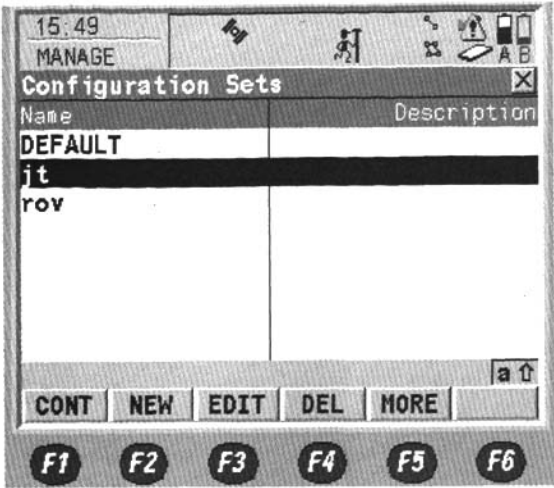 15:49
MANAGE
A B
Configuration Sets
Name Description
DEFAULT
jt
rov
a
CONT NEW EDIT DEL MORE
F1 F2 F3 F4 F5 F6